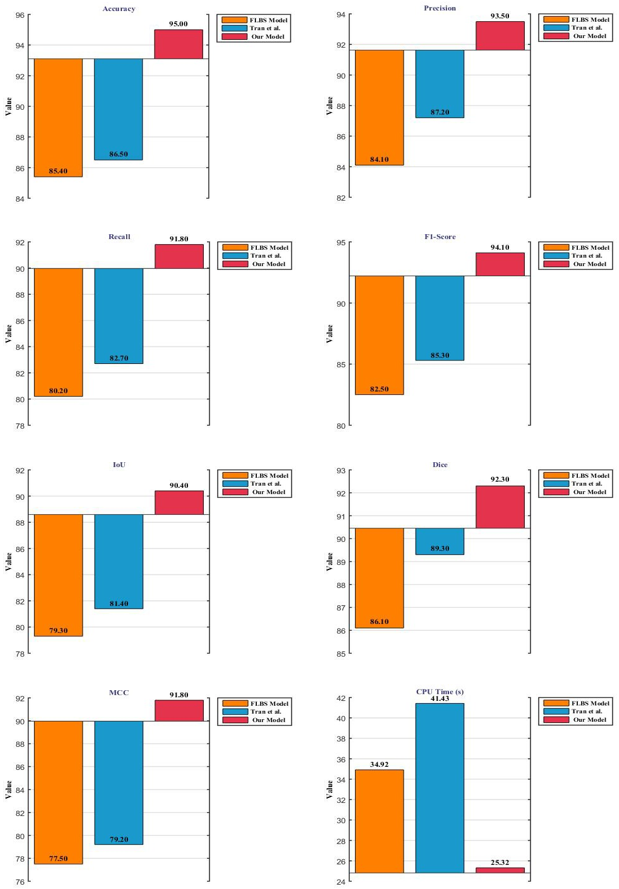 Accuracy
96
94
92
90
88
86
84
Value
85.40
86.50
95.00
FLBS Model
Tran et al.
Our Model
Precision
94
92
90
88
86
84
82
Value
84.10
87.20
93.50
FLBS Model
Tran et al.
Our Model
Recall
92
90
88
86
84
82
80
78
Value
80.20
82.70
91.80
FLBS Model
Tran et al.
Our Model
F1-Score
95
90
85
80
Value
82.50
85.30
94.10
FLBS Model
Tran et al.
Our Model
IoU
92
90
88
86
84
82
80
78
Value
79.30
81.40
90.40
FLBS Model
Tran et al.
Our Model
Dice
93
92
91
90
89
88
87
86
85
Value
86.10
89.30
92.30
FLBS Model
Tran et al.
Our Model
MCC
92
90
88
86
84
82
80
78
76
Value
77.50
79.20
91.80
FLBS Model
Tran et al.
Our Model
CPU Time (s)
42
40
38
36
34
32
30
28
26
24
Value
34.92
41.43
25.32
FLBS Model
Tran et al.
Our Model